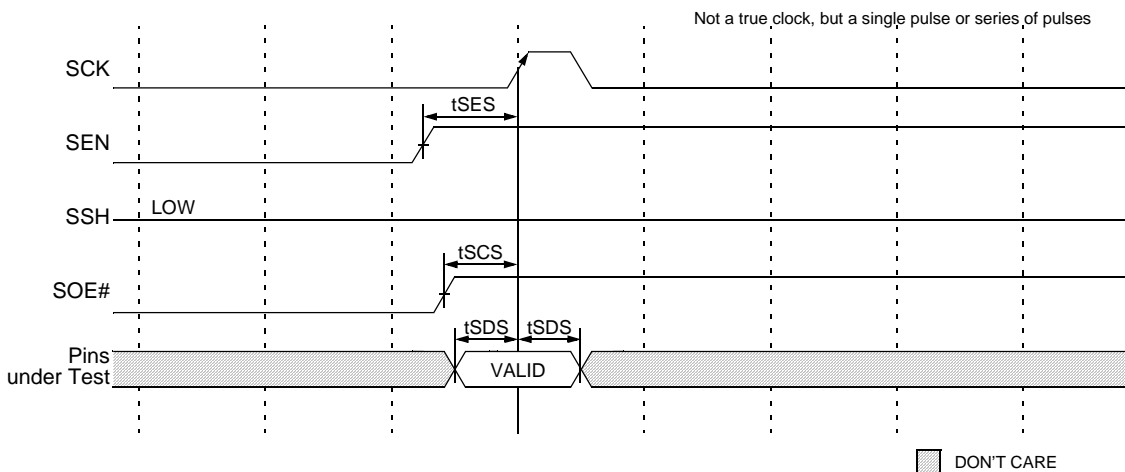 Not a true clock, but a single pulse or series of pulses
SCK
tSES
SEN
LOW
SSH
tSCS
SOE#
tSDS tSDS
Pins
under Test
VALID
DON'T CARE